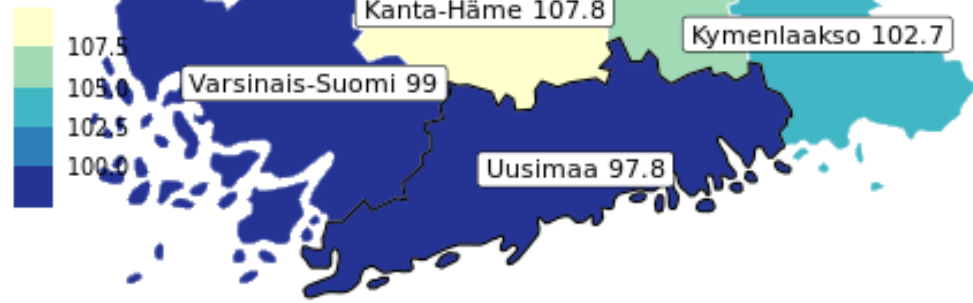 Kanta-Häme 107.8
Kymenlaakso 102.7
107.5
Varsinais-Suomi 99
105.0
102.5
100.0
Uusimaa 97.8